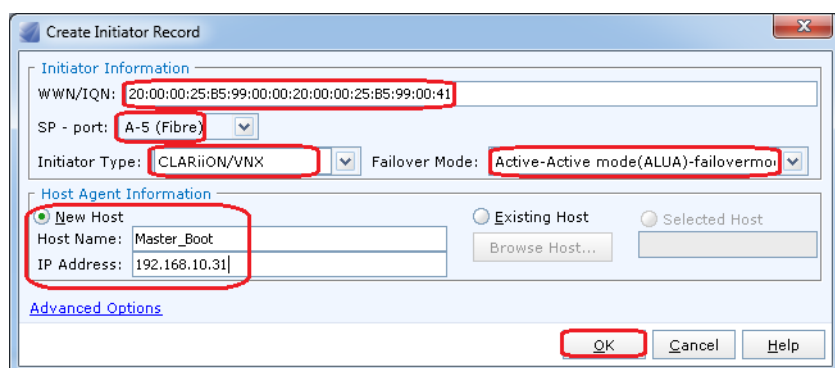 Create Initiator Record
Initiator Information
WWN/IQN: 20:00:00:25:B5:99:00:00:20:00:00:25:B5:99:00:41
SP - port: A-5 (Fibre)
Initiator Type: CLARiiON/VNX Failover Mode: Active-Active mode(ALUA)-failovermo
Host Agent Information
New Host Existing Host Selected Host
Host Name: Master_Boot Browse Host...
IP Address: 192.168.10.31
Advanced Options
OK Cancel Help